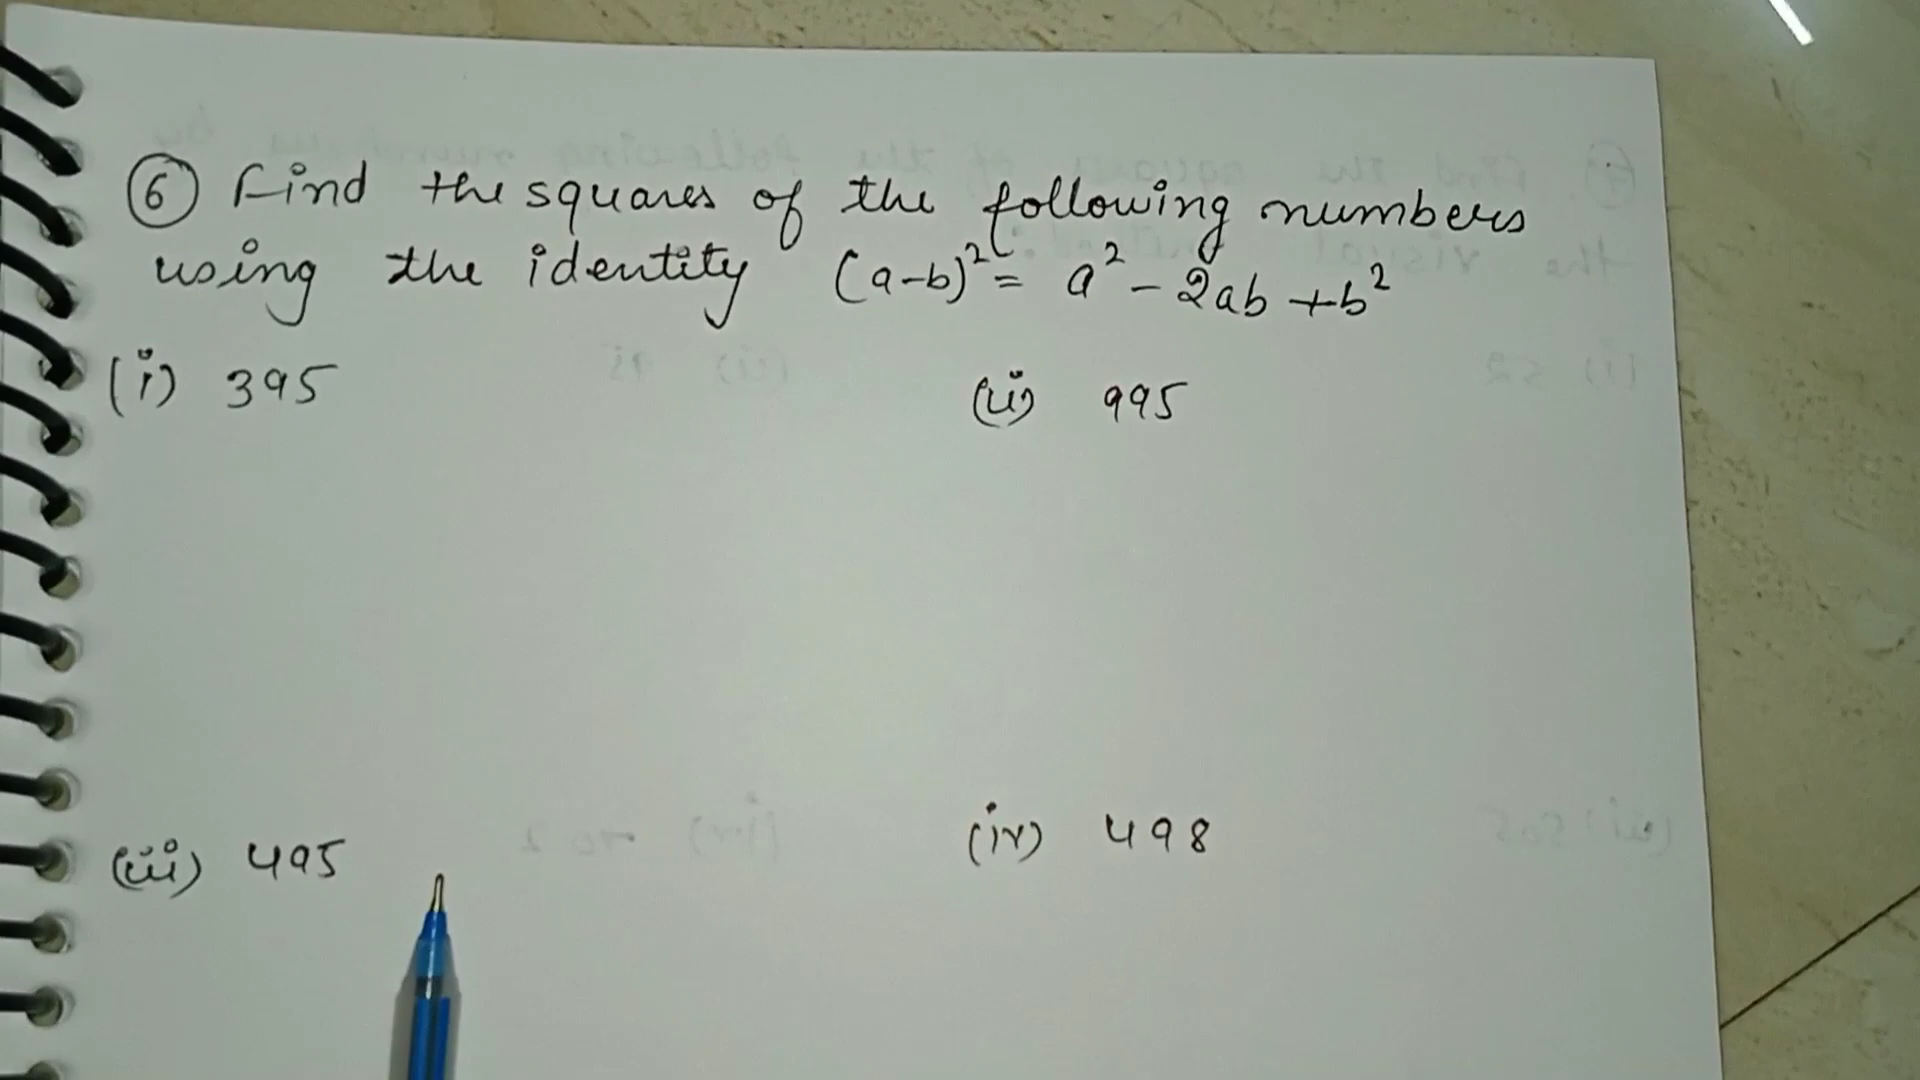 ⑥ Find the squares of the following numbers
using the identity (a-b)² = a² - 2ab + b²
(i) 395 (ii) 995
(iii) 495 (iv) 498